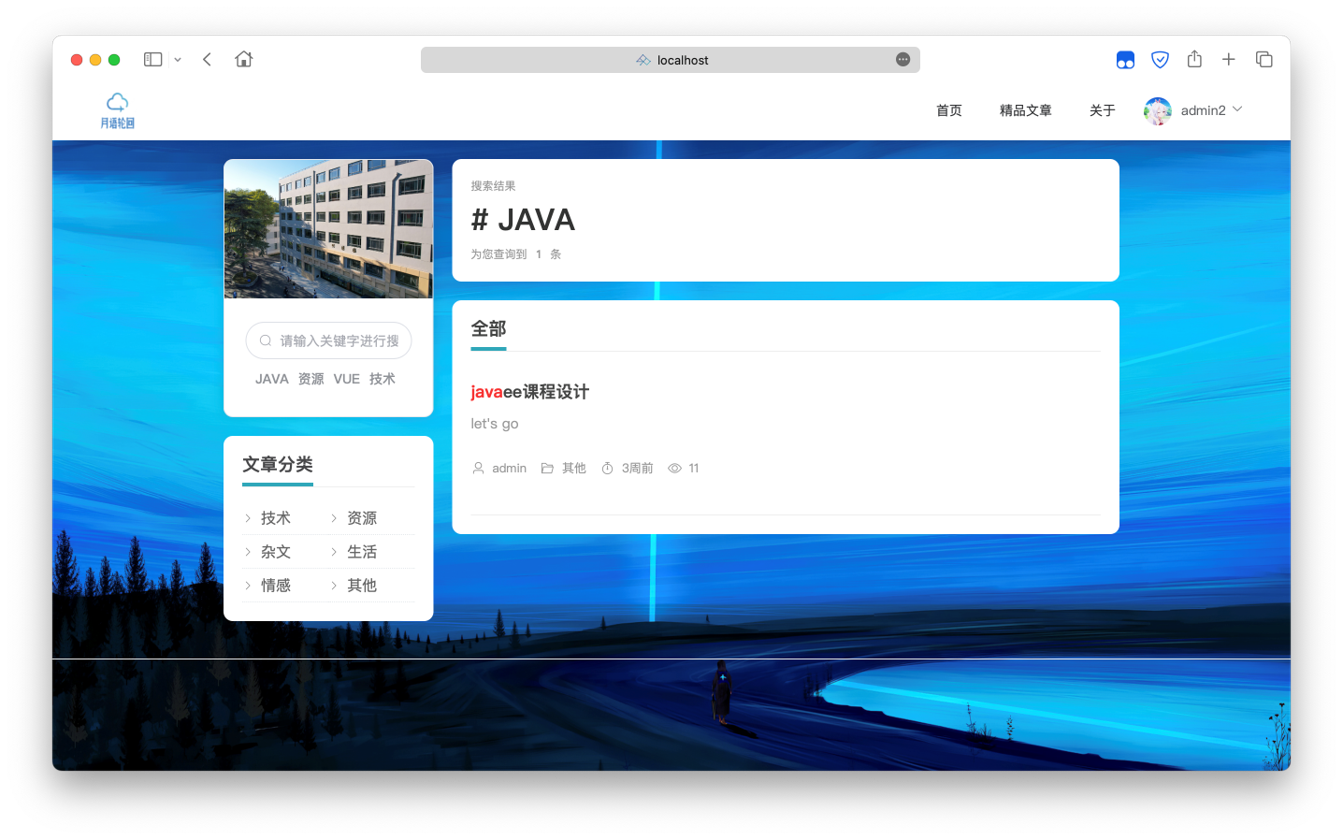 localhost
月语轮回
首页 精品文章 关于 admin2
搜索结果
# JAVA
为您查询到 1 条
请输入关键字进行搜
JAVA 资源 VUE 技术
全部
javaee课程设计
let's go
admin 其他 3周前 11
文章分类
技术 资源
杂文 生活
情感 其他